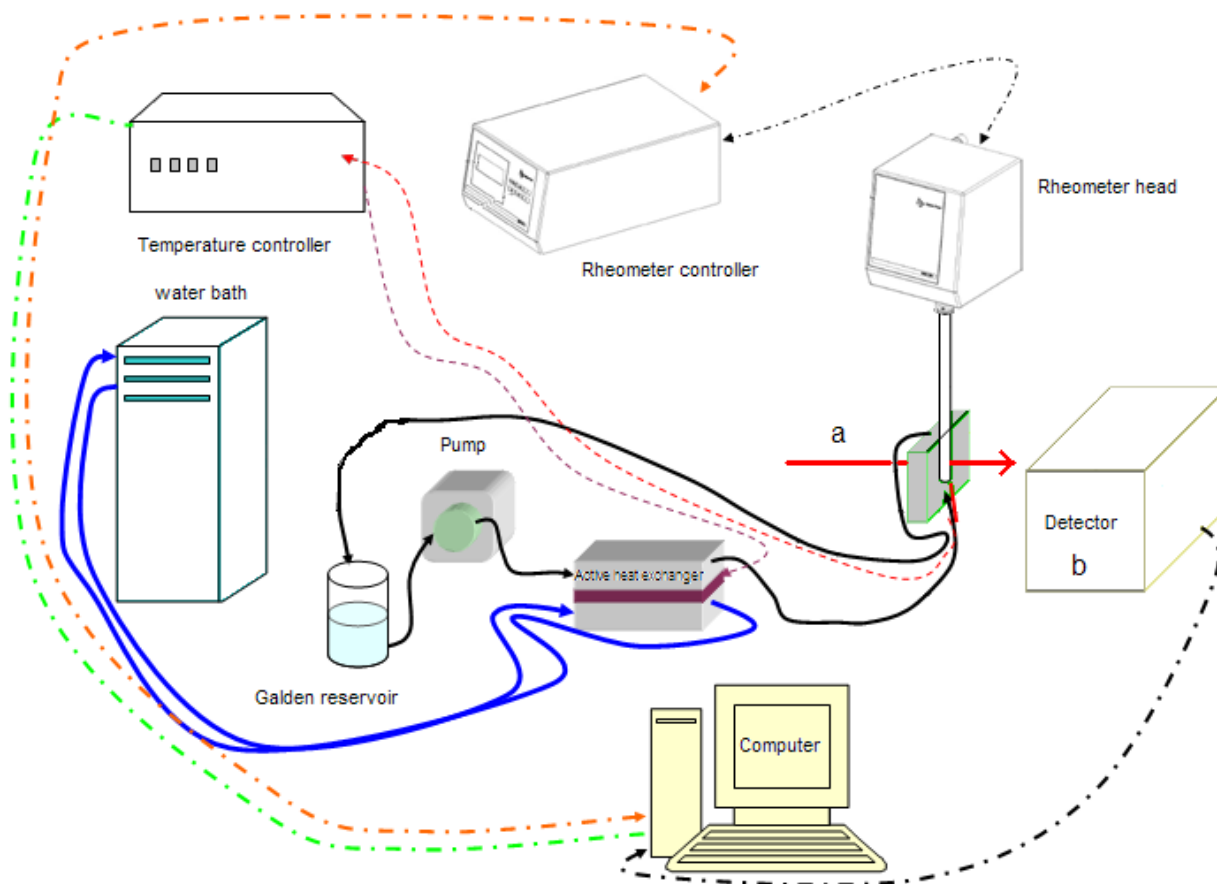 Temperature controller
Rheometer controller
Rheometer head
water bath
Pump
a
Active heat exchanger
Detector
b
Galden reservoir
Computer